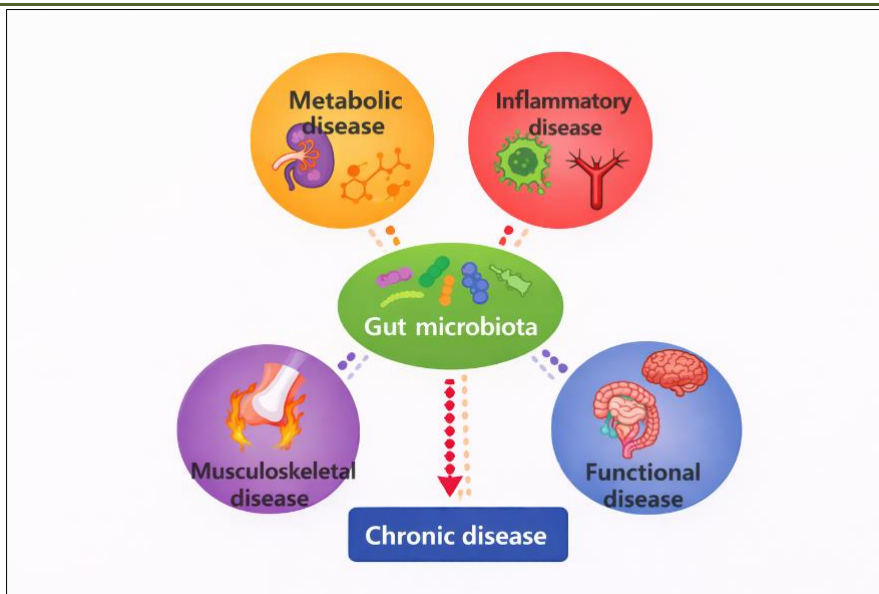 Metabolic
disease
Inflammatory
disease
Gut microbiota
Musculoskeletal
disease
Functional
disease
Chronic disease